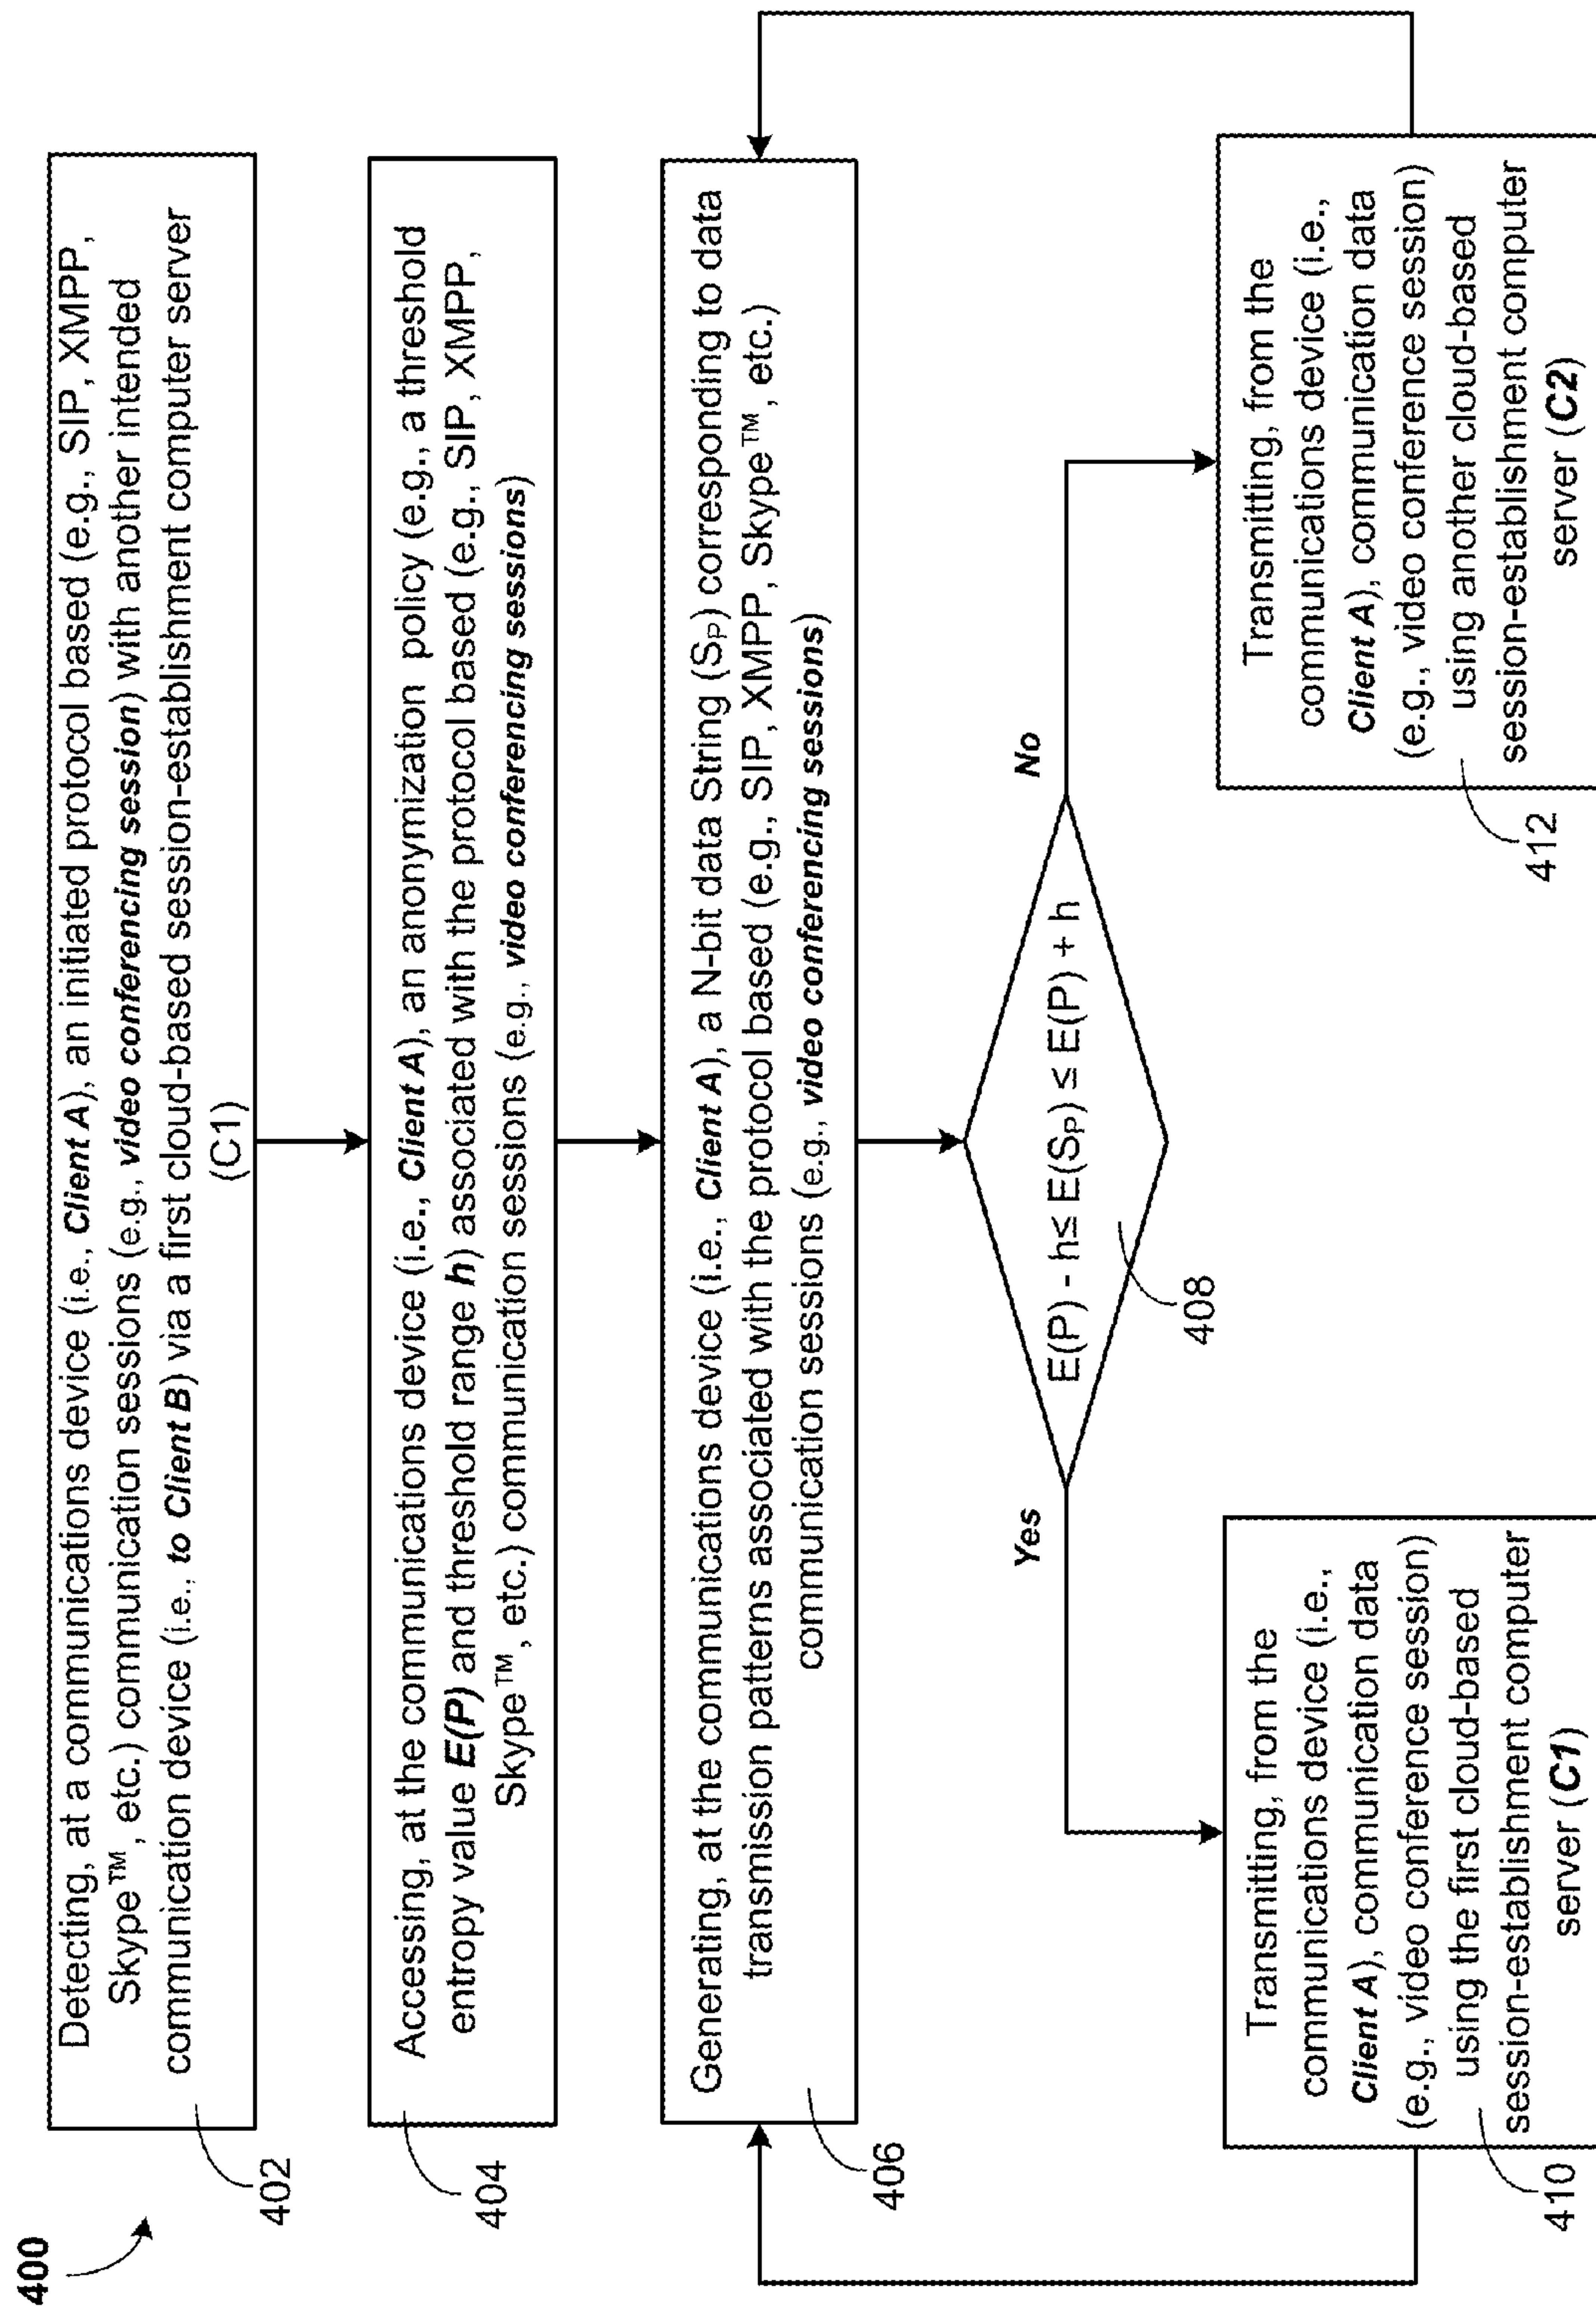 400
Detecting, at a communications device (i.e., Client A), an initiated protocol based (e.g., SIP, XMPP,
Skype™, etc.) communication sessions (e.g., video conferencing session) with another intended
communication device (i.e., to Client B) via a first cloud-based session-establishment computer server
(C1)
402
Accessing, at the communications device (i.e., Client A), an anonymization policy (e.g., a threshold
entropy value E(P) and threshold range h) associated with the protocol based (e.g., SIP, XMPP,
Skype™, etc.) communication sessions (e.g., video conferencing sessions)
404
Generating, at the communications device (i.e., Client A), a N-bit data String (SP) corresponding to data
transmission patterns associated with the protocol based (e.g., SIP, XMPP, Skype™, etc.)
communication sessions (e.g., video conferencing sessions)
406
E(P) - h≤ E(SP) ≤ E(P) + h
408
Yes
No
Transmitting, from the
communications device (i.e.,
Client A), communication data
(e.g., video conference session)
using the first cloud-based
session-establishment computer
server (C1)
410
Transmitting, from the
communications device (i.e.,
Client A), communication data
(e.g., video conference session)
using another cloud-based
session-establishment computer
server (C2)
412